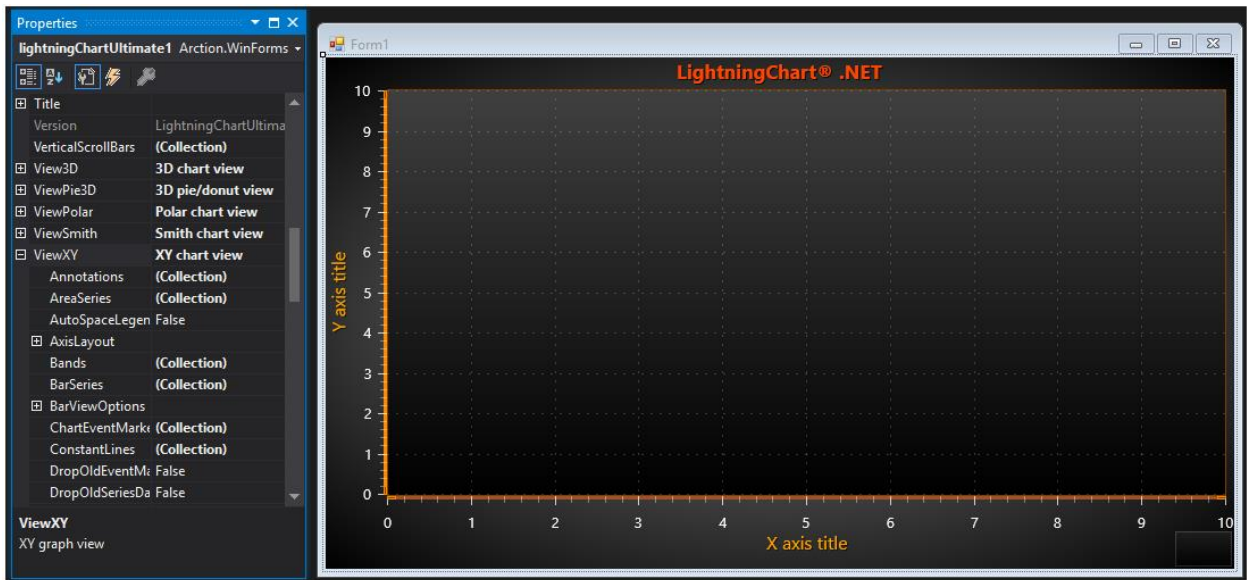 Properties
lightningChartUltimate1 Arction.WinForms
Title
Version LightningChartUltima
VerticalScrollBars (Collection)
View3D 3D chart view
ViewPie3D 3D pie/donut view
ViewPolar Polar chart view
ViewSmith Smith chart view
ViewXY XY chart view
Annotations (Collection)
AreaSeries (Collection)
AutoSpaceLegen False
AxisLayout
Bands (Collection)
BarSeries (Collection)
BarViewOptions
ChartEventMarke (Collection)
ConstantLines (Collection)
DropOldEventMa False
DropOldSeriesDa False
ViewXY
XY graph view
Form1
LightningChart® .NET
10
9
8
7
6
5
4
3
2
1
0
Y axis title
0 1 2 3 4 5 6 7 8 9 10
X axis title